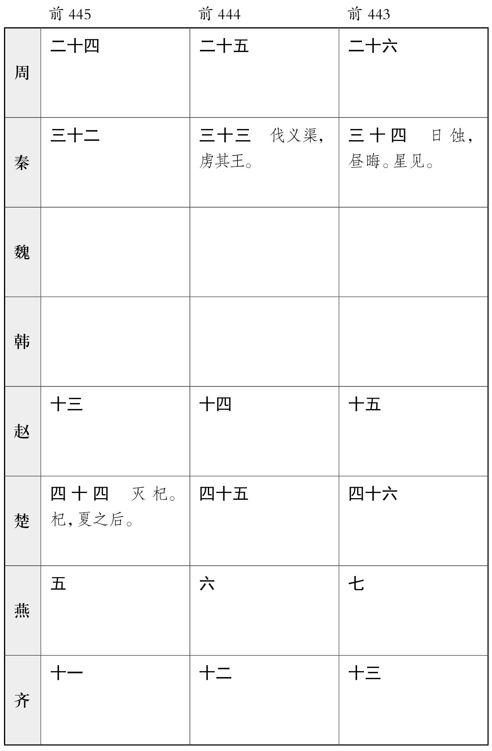 前 445 前 444 前 443
周 二十四 二十五 二十六
秦 三十二 三十三 伐义渠， 三十四 日蚀，
虏其王。 昼晦。星见。
魏
韩
赵 十三 十四 十五
楚 四十四 灭杞。 四十五 四十六
杞，夏之后。
燕 五 六 七
齐 十一 十二 十三